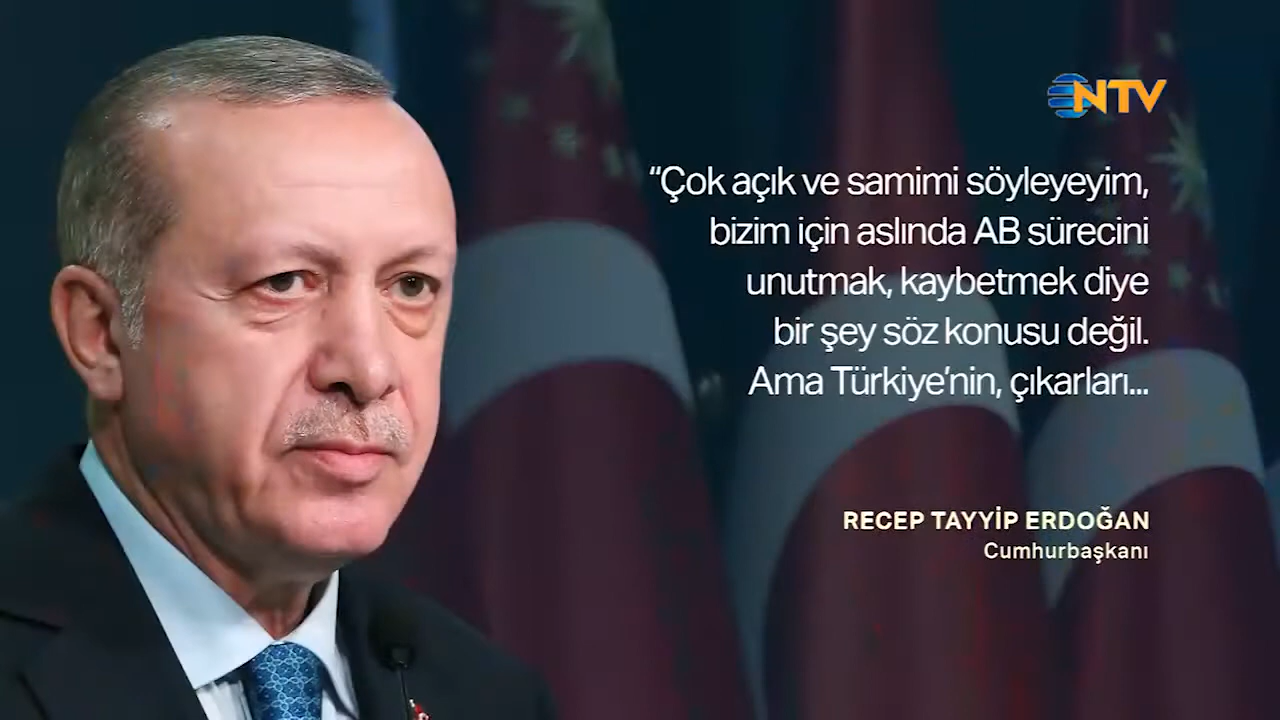 NTV
“Çok açık ve samimi söyleyeyim,
bizim için aslında AB sürecini
unutmak, kaybetmek diye
bir şey söz konusu değil.
Ama Türkiye’nin, çıkarları...
RECEP TAYYİP ERDOĞAN
Cumhurbaşkanı